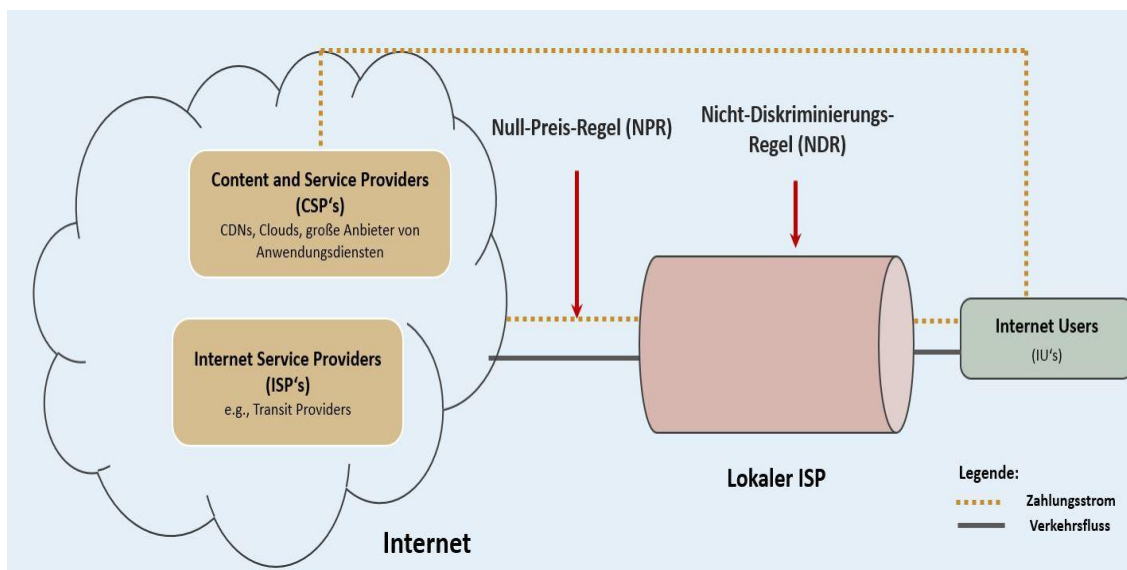 Null-Preis-Regel (NPR)
Nicht-Diskriminierungs-
Regel (NDR)
Content and Service Providers
(CSP‘s)
CDNs, Clouds, große Anbieter von
Anwendungsdiensten
Internet Service Providers
(ISP‘s)
e.g., Transit Providers
Internet Users
(IU‘s)
Lokaler ISP
Internet
Legende:
Zahlungsstrom
Verkehrsfluss